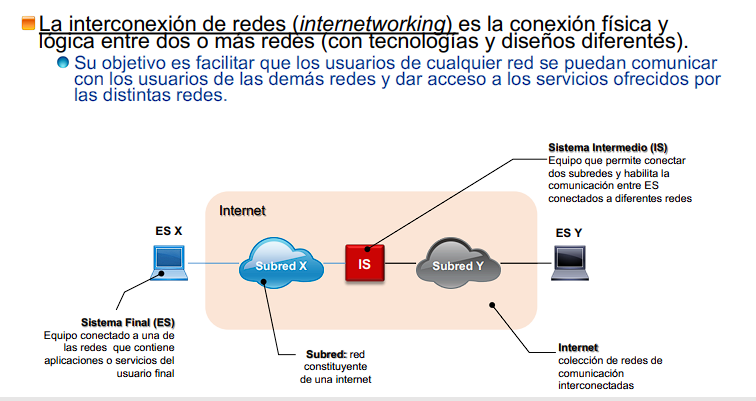 La interconexión de redes (internetworking) es la conexión física y
lógica entre dos o más redes (con tecnologías y diseños diferentes).
Su objetivo es facilitar que los usuarios de cualquier red se puedan comunicar
con los usuarios de las demás redes y dar acceso a los servicios ofrecidos por
las distintas redes.
Sistema Intermedio (IS)
Equipo que permite conectar
dos subredes y habilita la
comunicación entre ES
conectados a diferentes redes
Internet
ES X
ES Y
Subred X
IS
Subred Y
Sistema Final (ES)
Equipo conectado a una de
las redes que contiene
aplicaciones o servicios del
usuario final
Subred: red
constituyente
de una internet
Internet
colección de redes de
comunicación
interconectadas